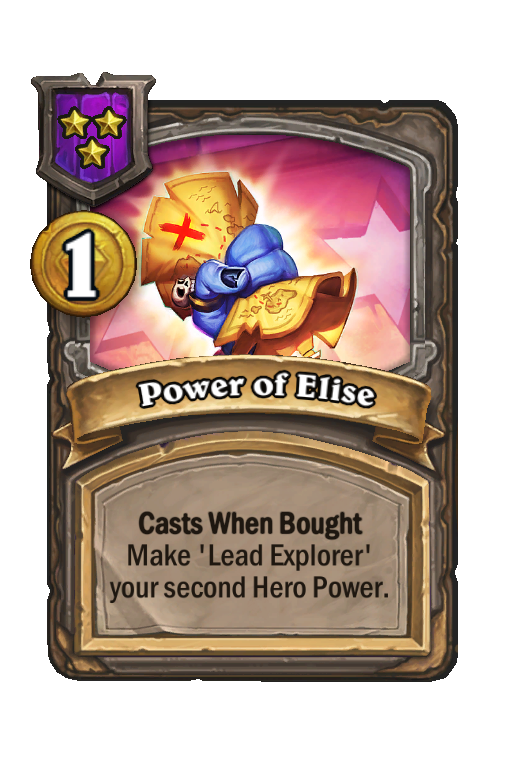 1
Power of Elise
Casts When Bought
Make 'Lead Explorer'
your second Hero Power.